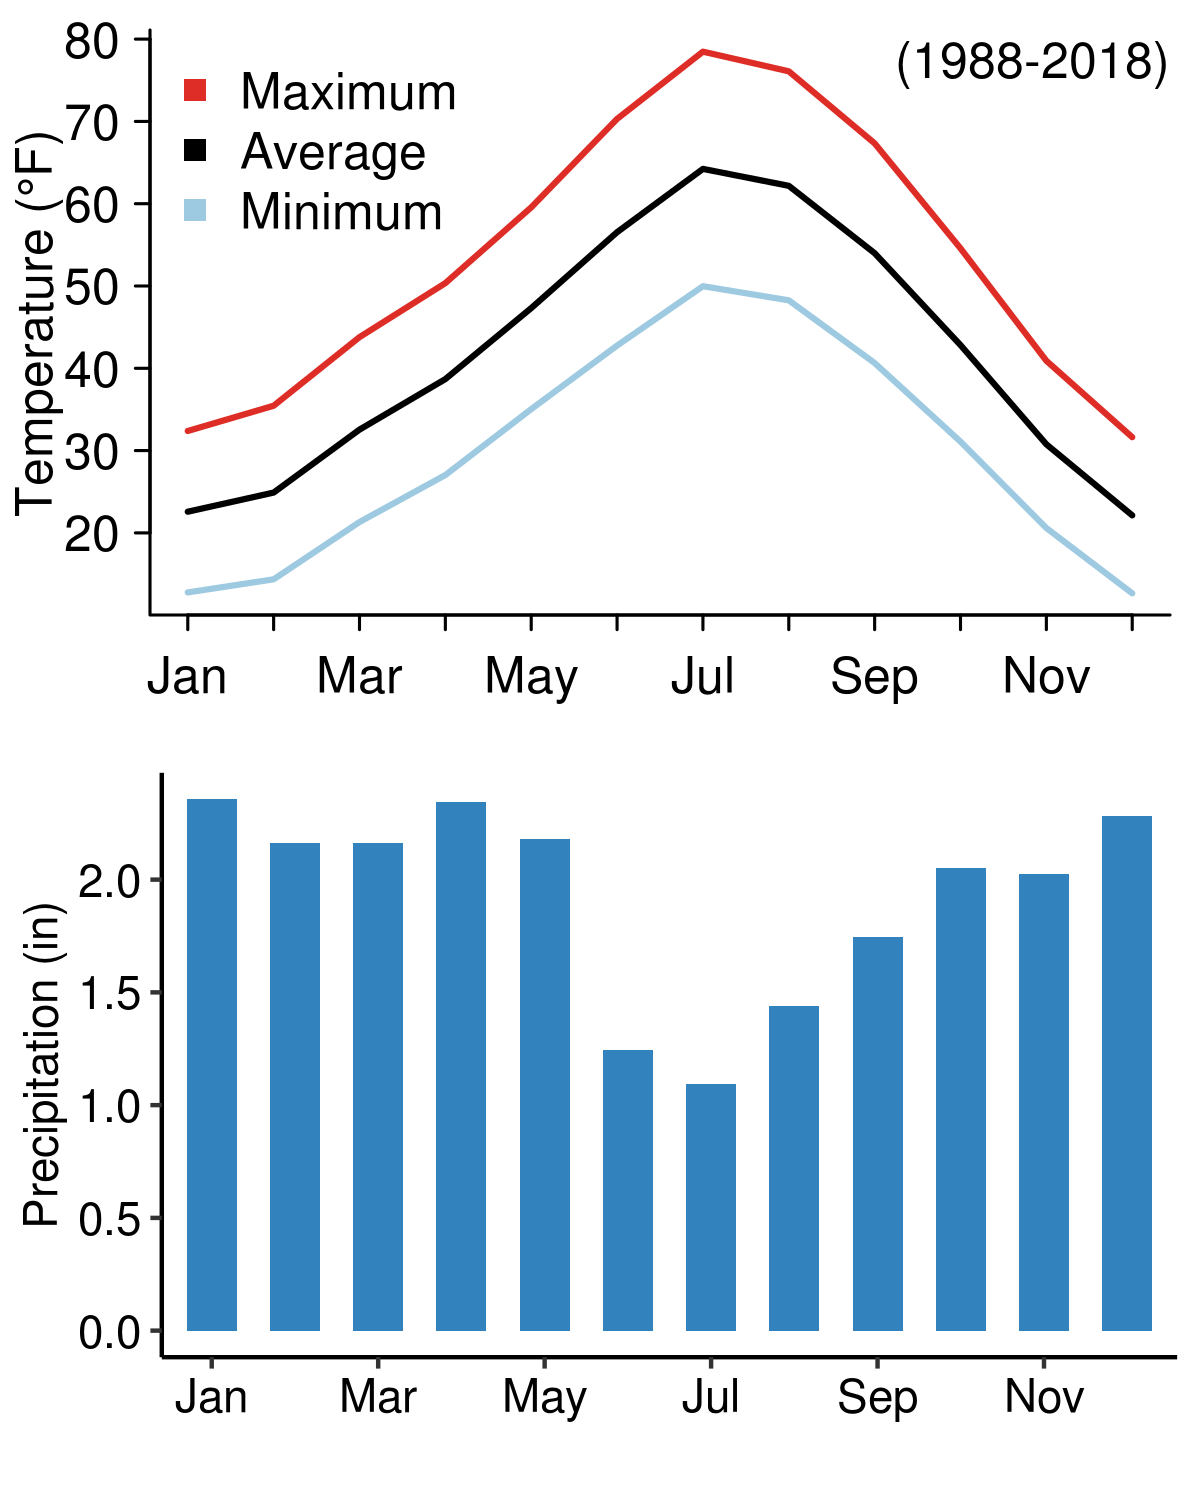 (1988-2018)
Maximum
Average
Minimum
Temperature (°F)
80
70
60
50
40
30
20
Jan Mar May Jul Sep Nov
Precipitation (in)
2.0
1.5
1.0
0.5
0.0
Jan Mar May Jul Sep Nov